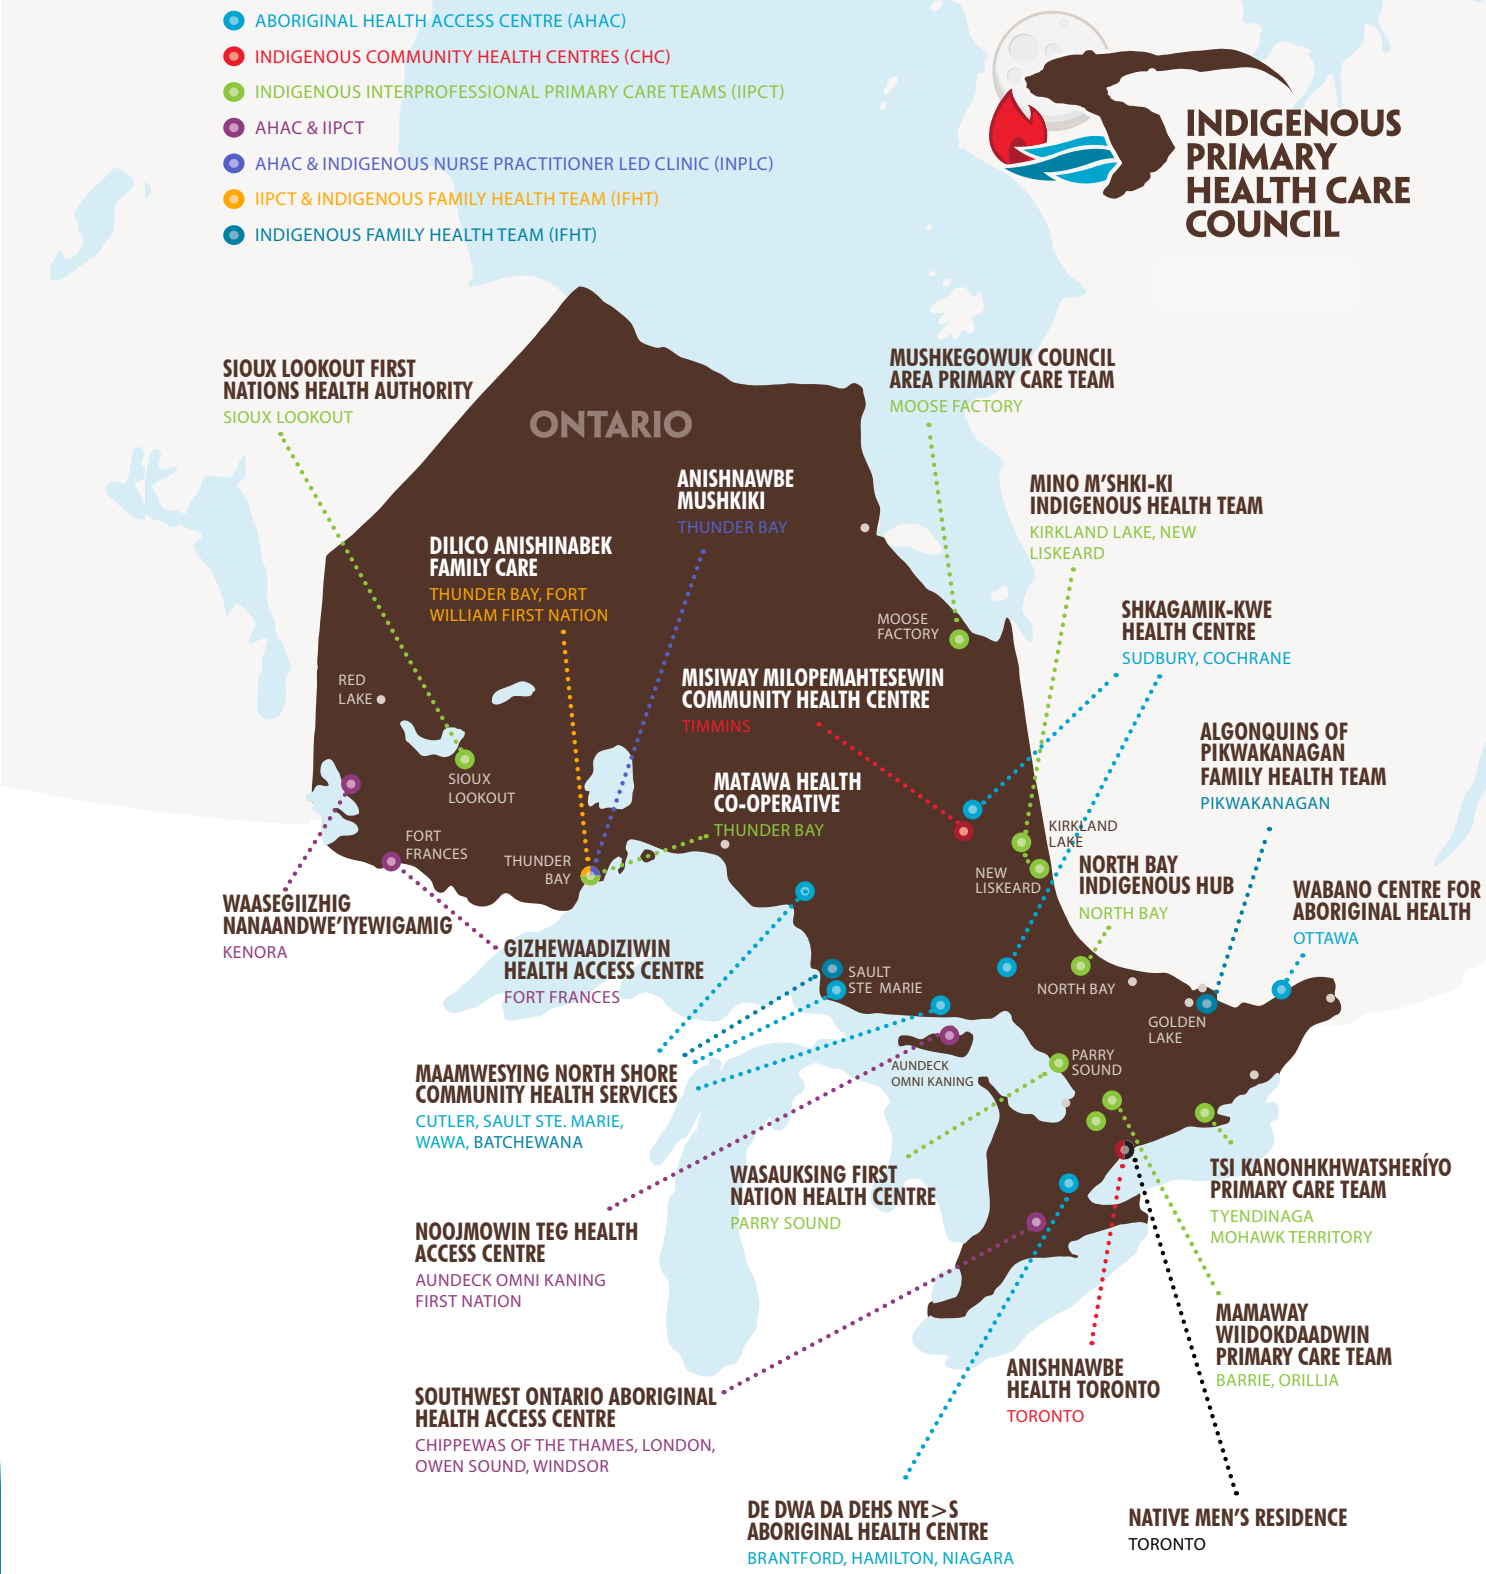 ABORIGINAL HEALTH ACCESS CENTRE (AHAC)
INDIGENOUS COMMUNITY HEALTH CENTRES (CHC)
INDIGENOUS INTERPROFESSIONAL PRIMARY CARE TEAMS (IIPCT)
AHAC & IIPCT
AHAC & INDIGENOUS NURSE PRACTITIONER LED CLINIC (INPLC)
IIPCT & INDIGENOUS FAMILY HEALTH TEAM (IFHT)
INDIGENOUS FAMILY HEALTH TEAM (IFHT)
INDIGENOUS
PRIMARY
HEALTH CARE
COUNCIL
SIOUX LOOKOUT FIRST
NATIONS HEALTH AUTHORITY
SIOUX LOOKOUT
MUSHKEGOWUK COUNCIL
AREA PRIMARY CARE TEAM
MOOSE FACTORY
ONTARIO
ANISHNAWBE
MUSHKIKI
THUNDER BAY
MINO M'SHKI-KI
INDIGENOUS HEALTH TEAM
KIRKLAND LAKE, NEW
LISKEARD
DILICO ANISHINABEK
FAMILY CARE
THUNDER BAY, FORT
WILLIAM FIRST NATION
SHKAGAMIK-KWE
HEALTH CENTRE
SUDBURY, COCHRANE
MOOSE
FACTORY
RED
LAKE
MISIWAY MILOPEMAHTESEWIN
COMMUNITY HEALTH CENTRE
TIMMINS
ALGONQUINS OF
PIKWAKANAGAN
FAMILY HEALTH TEAM
PIKWAKANAGAN
SIOUX
LOOKOUT
MATAWA HEALTH
CO-OPERATIVE
THUNDER BAY
KIRKLAND
LAKE
FORT
FRANCES
THUNDER
BAY
NEW
LISKEARD
NORTH BAY
INDIGENOUS HUB
NORTH BAY
WABANO CENTRE FOR
ABORIGINAL HEALTH
OTTAWA
WAASEGIIZHIG
NANAANDWE'IYEWIGAMIG
KENORA
GIZHEWAADIZIWIN
HEALTH ACCESS CENTRE
FORT FRANCES
SAULT
STE MARIE
NORTH BAY
GOLDEN
LAKE
MAAMWESYING NORTH SHORE
COMMUNITY HEALTH SERVICES
CUTLER, SAULT STE. MARIE,
WAWA, BATCHEWANA
AUNDECK
OMNI KANING
PARRY
SOUND
WASAUKSING FIRST
NATION HEALTH CENTRE
PARRY SOUND
TSI KANONHKHWATSHERÍYO
PRIMARY CARE TEAM
TYENDINAGA
MOHAWK TERRITORY
NOOJMOWIN TEG HEALTH
ACCESS CENTRE
AUNDECK OMNI KANING
FIRST NATION
MAMAWAY
WIIDOKDAADWIN
PRIMARY CARE TEAM
BARRIE, ORILLIA
ANISHNAWBE
HEALTH TORONTO
TORONTO
SOUTHWEST ONTARIO ABORIGINAL
HEALTH ACCESS CENTRE
CHIPPEWAS OF THE THAMES, LONDON,
OWEN SOUND, WINDSOR
DE DWA DA DEHS NYE>S
ABORIGINAL HEALTH CENTRE
BRANTFORD, HAMILTON, NIAGARA
NATIVE MEN'S RESIDENCE
TORONTO